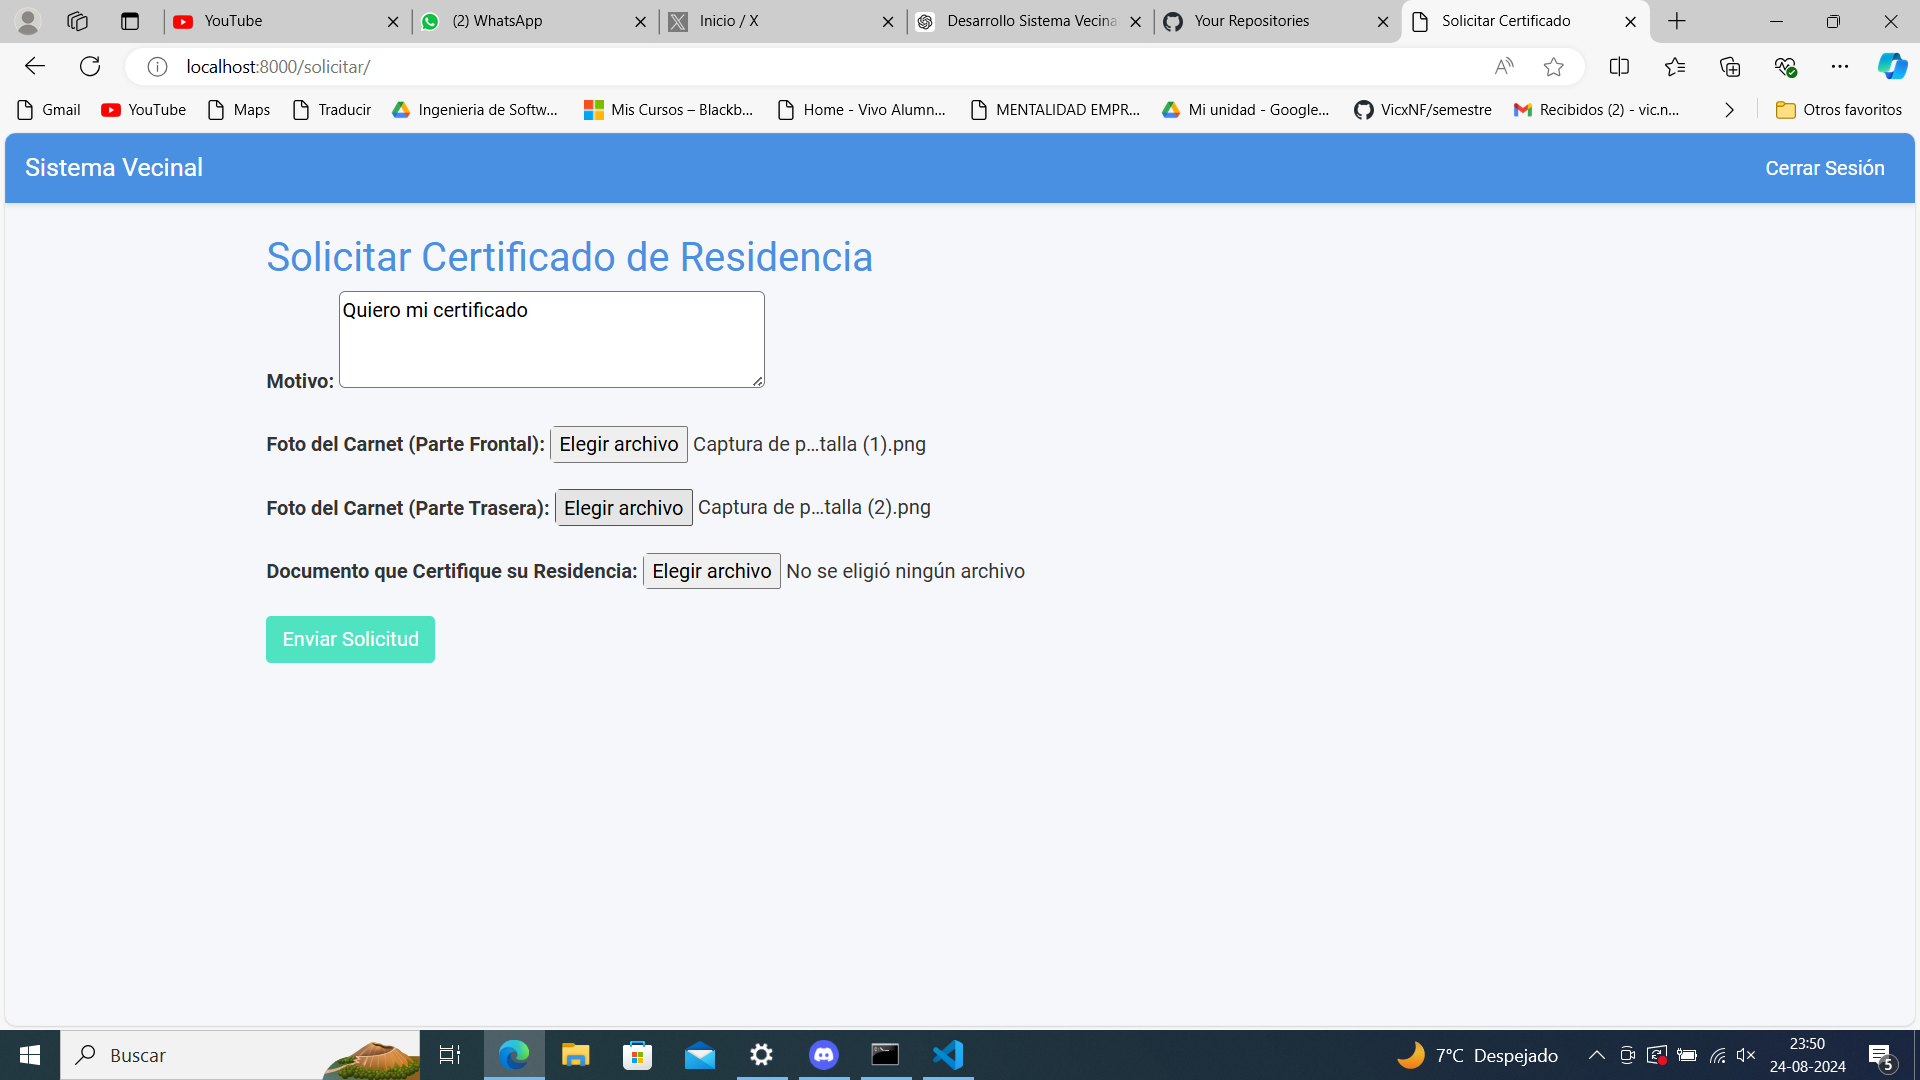 YouTube
(2) WhatsApp
Inicio / X
Desarrollo Sistema Vecina
Your Repositories
Solicitar Certificado
localhost:8000/solicitar/
Gmail
YouTube
Maps
Traducir
Ingenieria de Softw...
Mis Cursos – Blackb...
Home - Vivo Alumn...
MENTALIDAD EMPR...
Mi unidad - Google...
VicxNF/semestre
Recibidos (2) - vic.n...
Otros favoritos
Sistema Vecinal
Cerrar Sesión
Solicitar Certificado de Residencia
Quiero mi certificado
Motivo:
Foto del Carnet (Parte Frontal): Elegir archivo Captura de p...talla (1).png
Foto del Carnet (Parte Trasera): Elegir archivo Captura de p...talla (2).png
Documento que Certifique su Residencia: Elegir archivo No se eligió ningún archivo
Enviar Solicitud
Buscar
7°C Despejado
23:50
24-08-2024
5